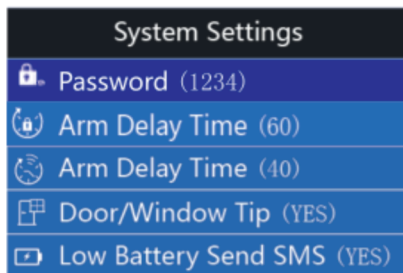 System Settings
Password (1234)
Arm Delay Time (60)
Arm Delay Time (40)
Door/Window Tip (YES)
Low Battery Send SMS (YES)